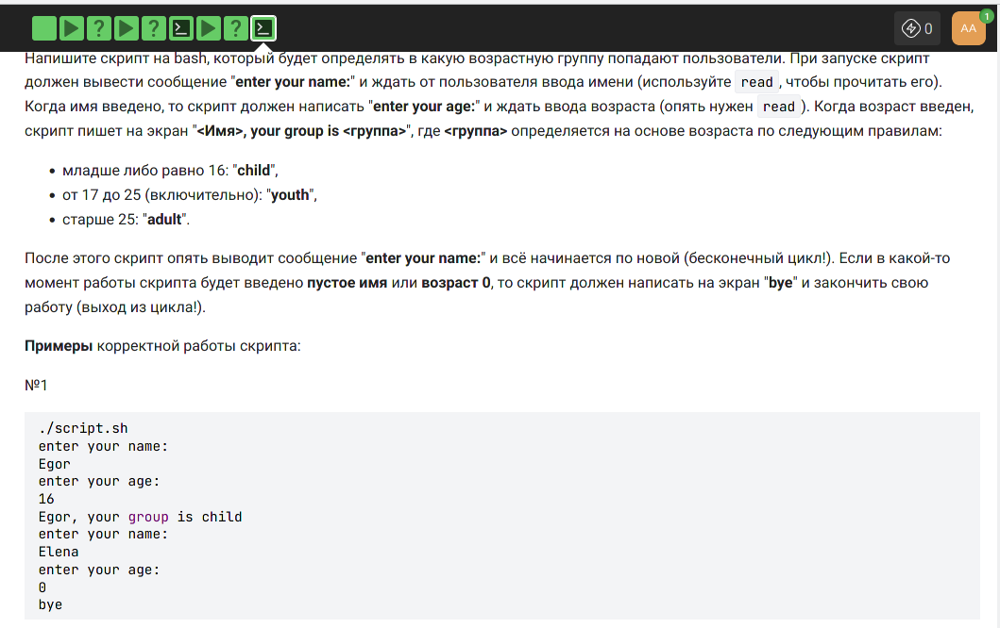 0
AA
1
Напишите скрипт на bash, который будет определять в какую возрастную группу попадают пользователи. При запуске скрипт
должен вывести сообщение "enter your name:" и ждать от пользователя ввода имени (используйте read , чтобы прочитать его).
Когда имя введено, то скрипт должен написать "enter your age:" и ждать ввода возраста (опять нужен read ). Когда возраст введен,
скрипт пишет на экран "<Имя>, your group is <группа>", где <группа> определяется на основе возраста по следующим правилам:
• младше либо равно 16: "child",
• от 17 до 25 (включительно): "youth",
• старше 25: "adult".
После этого скрипт опять выводит сообщение "enter your name:" и всё начинается по новой (бесконечный цикл!). Если в какой-то
момент работы скрипта будет введено пустое имя или возраст 0, то скрипт должен написать на экран "bye" и закончить свою
работу (выход из цикла!).
Примеры корректной работы скрипта:
№1
./script.sh
enter your name:
Egor
enter your age:
16
Egor, your group is child
enter your name:
Elena
enter your age:
0
bye